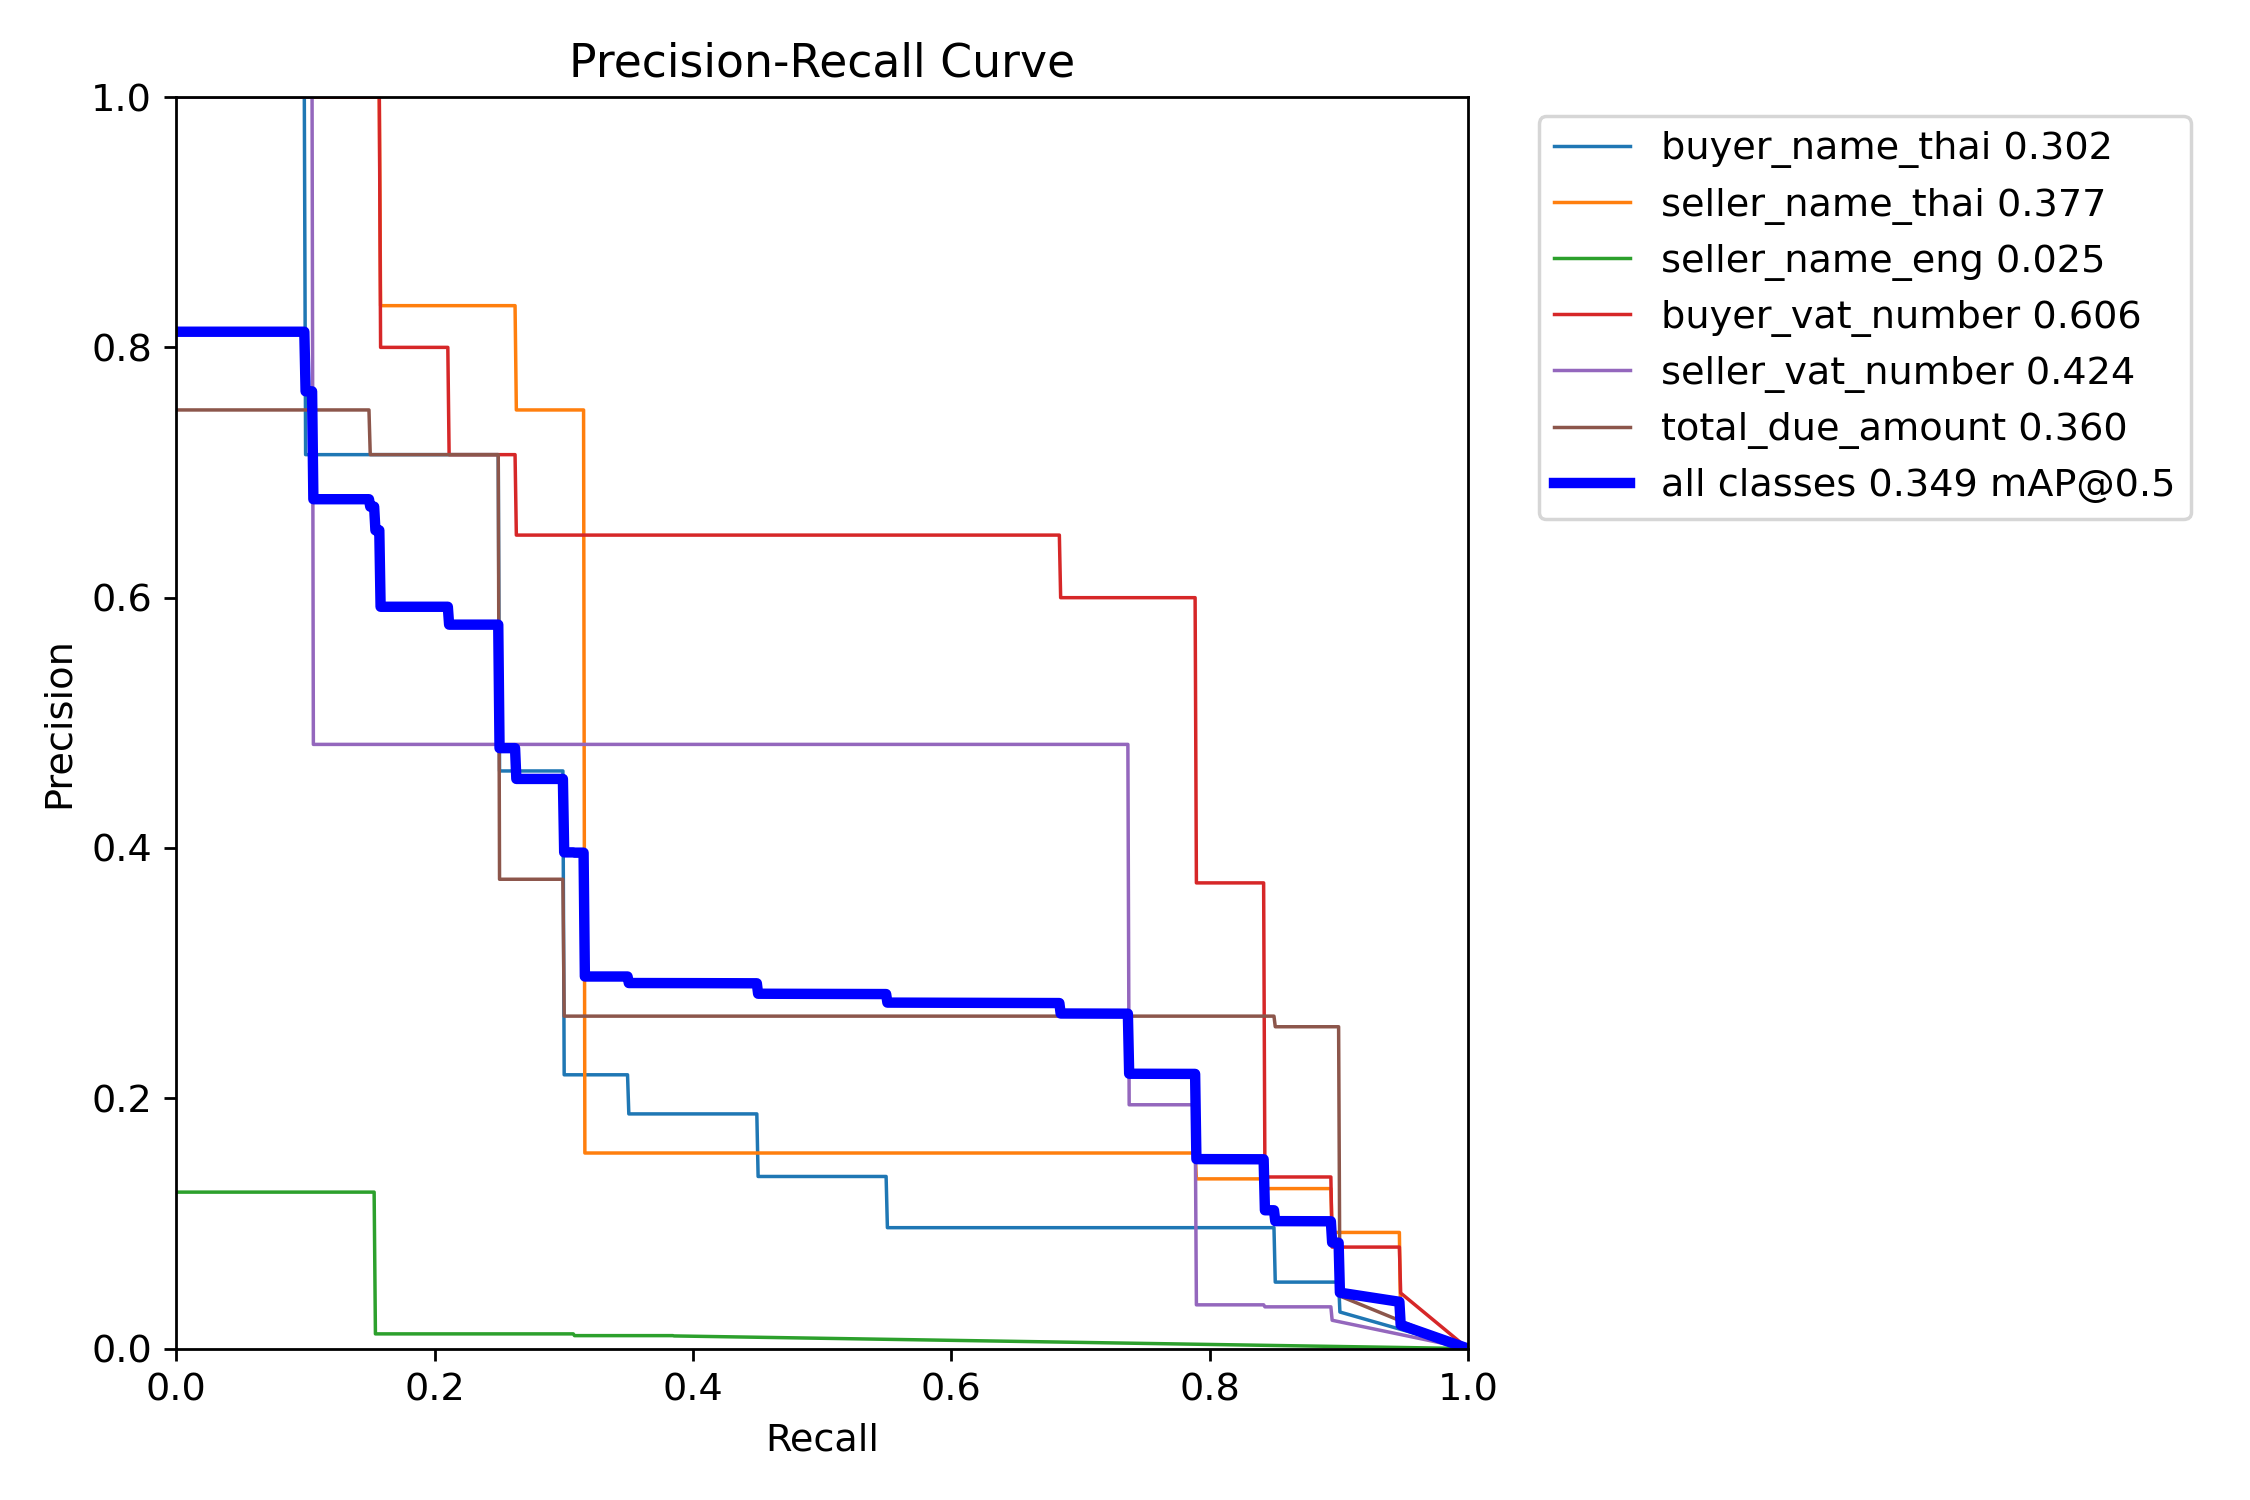 Precision-Recall Curve
1.0
0.8
0.6
0.4
0.2
0.0
Precision
0.0 0.2 0.4 0.6 0.8 1.0
Recall
buyer_name_thai 0.302
seller_name_thai 0.377
seller_name_eng 0.025
buyer_vat_number 0.606
seller_vat_number 0.424
total_due_amount 0.360
all classes 0.349 mAP@0.5